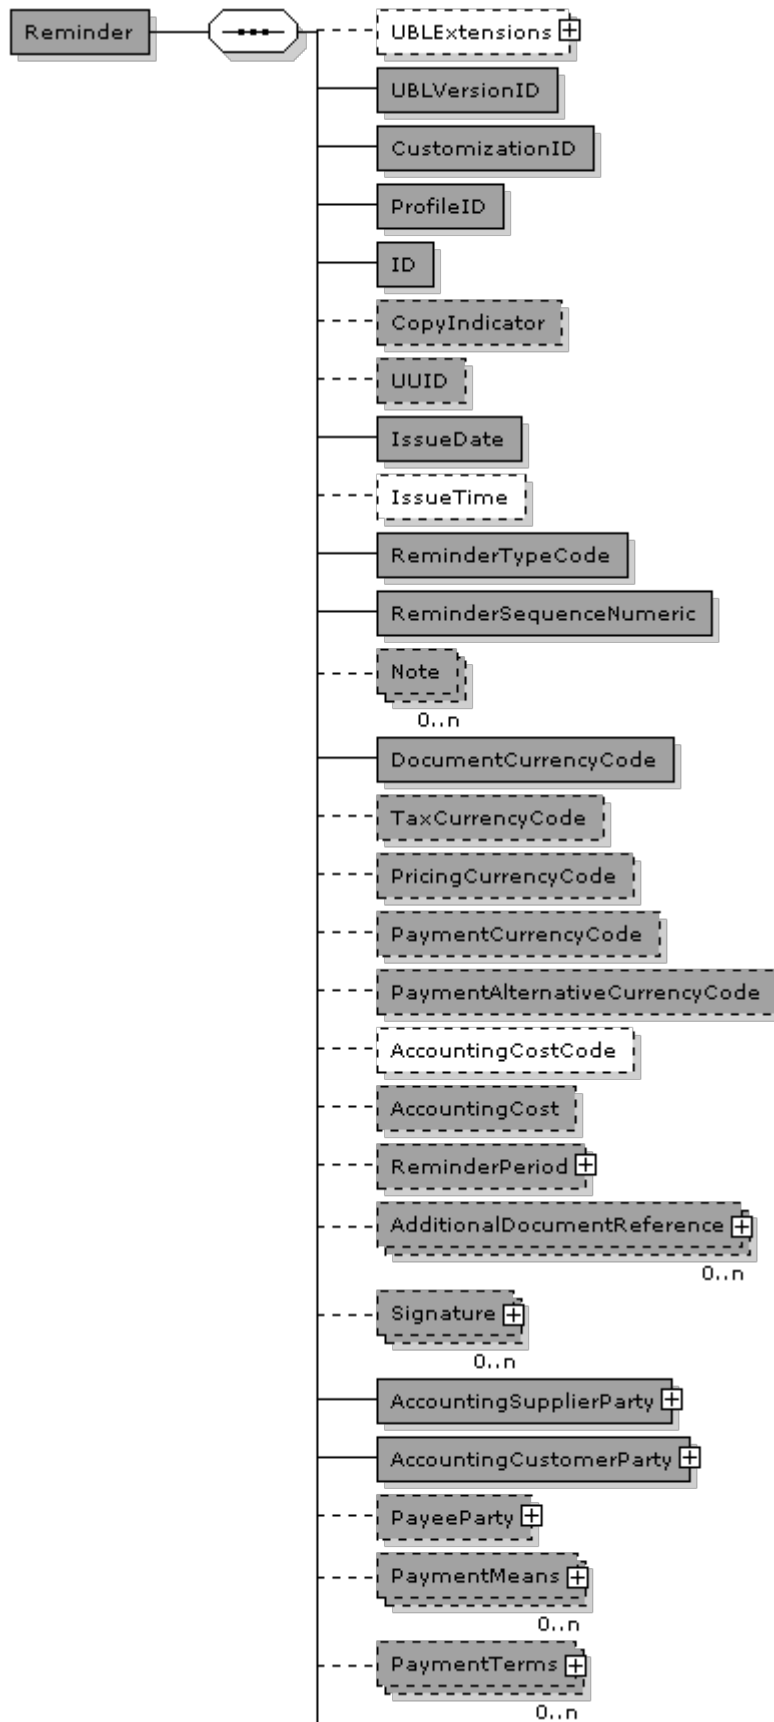 Reminder
UBLExtensions
UBLVersionID
CustomizationID
ProfileID
ID
CopyIndicator
UUID
IssueDate
IssueTime
ReminderTypeCode
ReminderSequenceNumeric
Note
0..n
DocumentCurrencyCode
TaxCurrencyCode
PricingCurrencyCode
PaymentCurrencyCode
PaymentAlternativeCurrencyCode
AccountingCostCode
AccountingCost
ReminderPeriod
AdditionalDocumentReference
0..n
Signature
0..n
AccountingSupplierParty
AccountingCustomerParty
PayeeParty
PaymentMeans
0..n
PaymentTerms
0..n